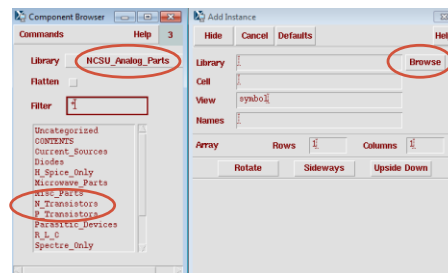 Component Browser
Commands Help 3
Library NCSU_Analog_Parts
Flatten
Filter *
Uncategorized
CONTENTS
Current_Sources
Diodes
H_Spice_Only
Microwave_Parts
Misc_Parts
N_Transistors
P_Transistors
Parasitic_Devices
R_L_C
Spectre_Only
Add Instance
Hide Cancel Defaults Hel
Library Browse
Cell
View symbol
Names
Array Rows 1 Columns 1
Rotate Sideways Upside Down